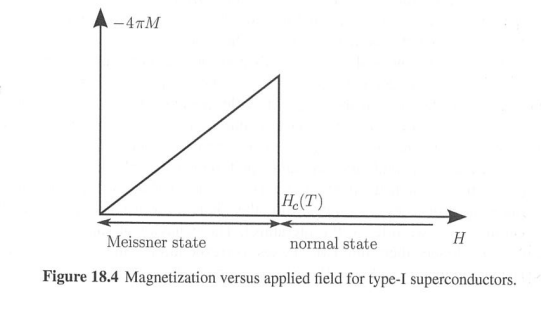 −4πM
H_c(T)
Meissner state
normal state
H
Figure 18.4 Magnetization versus applied field for type-I superconductors.